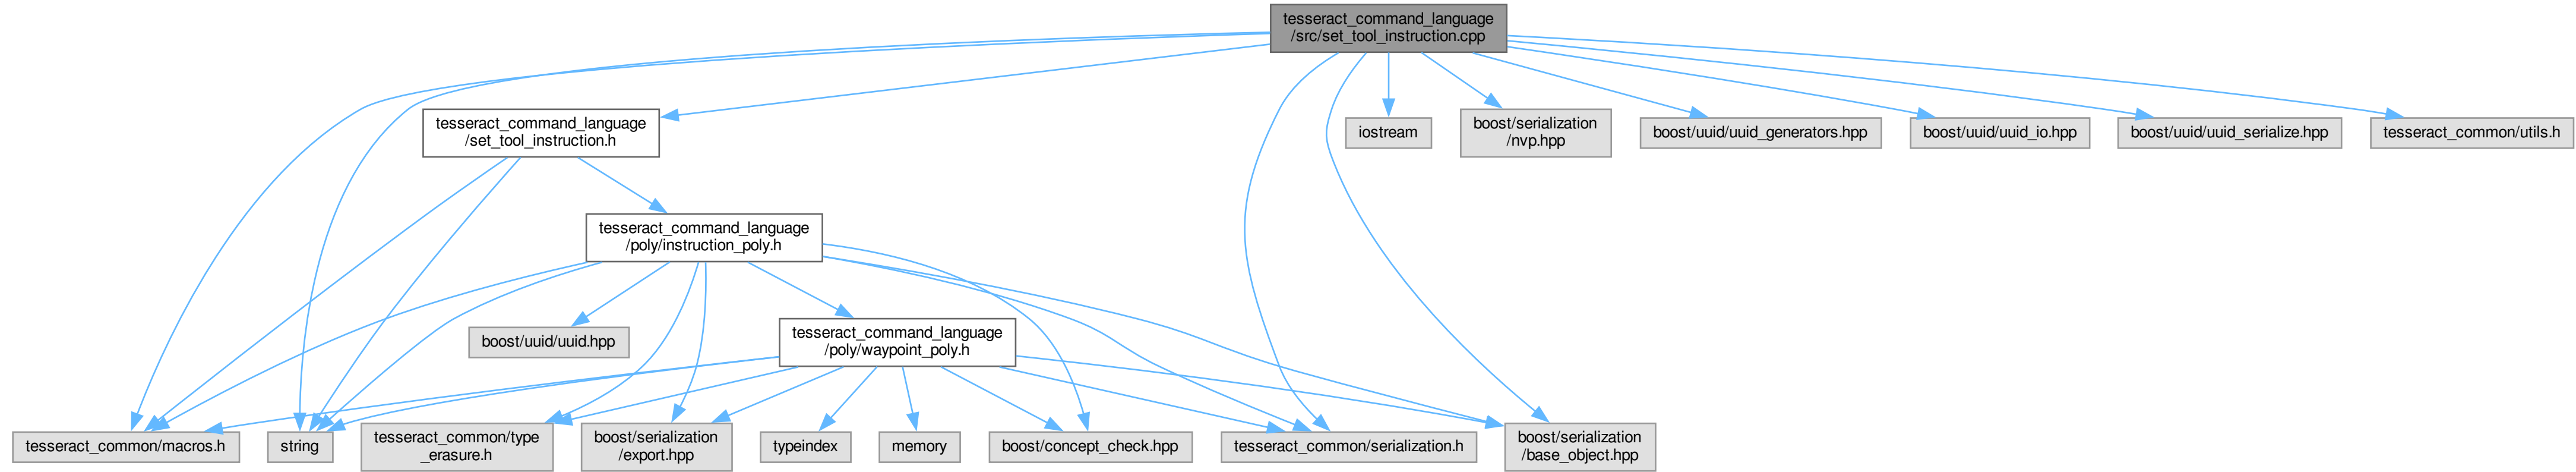 tesseract_command_language
/src/set_tool_instruction.cpp
tesseract_command_language
/set_tool_instruction.h
iostream
boost/serialization
/nvp.hpp
boost/uuid/uuid_generators.hpp
boost/uuid/uuid_io.hpp
boost/uuid/uuid_serialize.hpp
tesseract_common/utils.h
tesseract_command_language
/poly/instruction_poly.h
boost/uuid/uuid.hpp
tesseract_command_language
/poly/waypoint_poly.h
tesseract_common/macros.h
string
tesseract_common/type
_erasure.h
boost/serialization
/export.hpp
typeindex
memory
boost/concept_check.hpp
tesseract_common/serialization.h
boost/serialization
/base_object.hpp